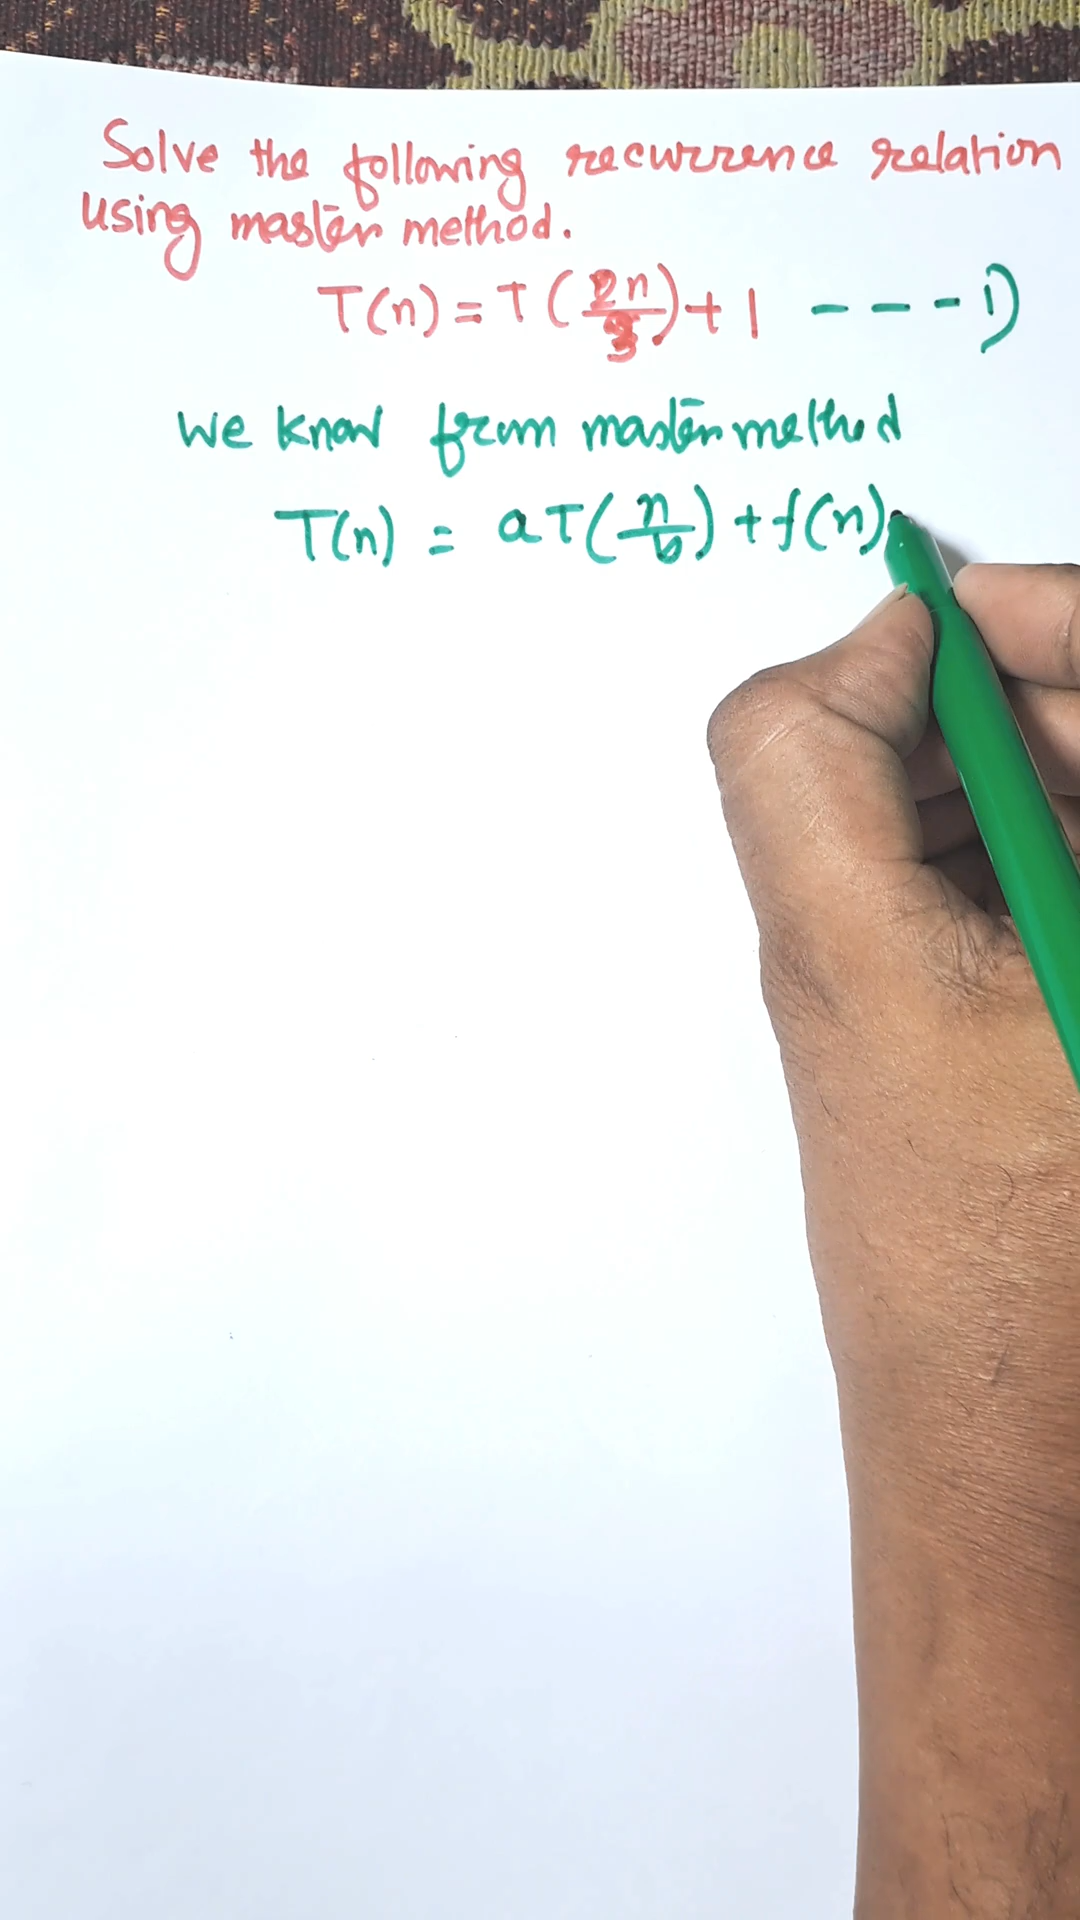 Solve the following recurrence relation
using master method.
T(n) = T(2n/3) + 1 - - - 1)
We know from master method
T(n) = aT(n/b) + f(n)